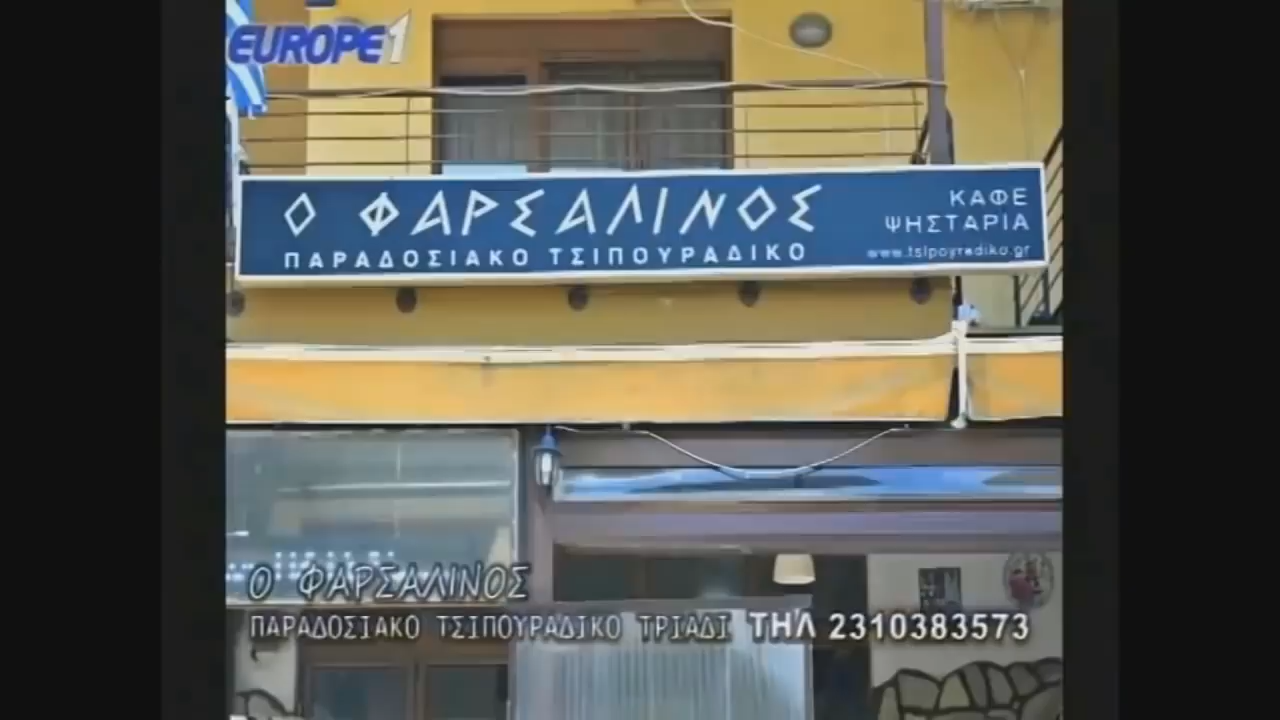 EUROPE1
Ο ΦΑΡΣΑΛΙΝΟΣ
ΠΑΡΑΔΟΣΙΑΚΟ ΤΣΙΠΟΥΡΑΔΙΚΟ
ΚΑΦΕ
ΨΗΣΤΑΡΙΑ
www.tsipoyradiko.gr
Ο ΦΑΡΣΑΛΙΝΟΣ
ΠΑΡΑΔΟΣΙΑΚΟ ΤΣΙΠΟΥΡΑΔΙΚΟ ΤΡΙΑΔΙ ΤΗΛ 2310383573